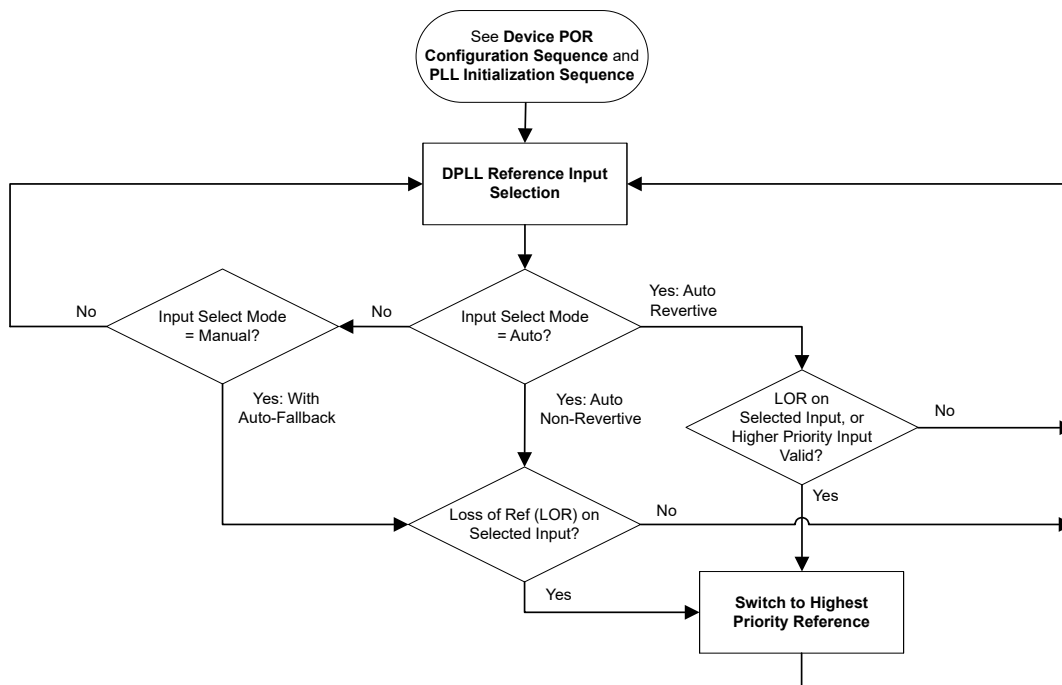 See Device POR
Configuration Sequence and
PLL Initialization Sequence
DPLL Reference Input
Selection
No
Input Select Mode
= Manual?
No
Input Select Mode
= Auto?
Yes: Auto
Revertive
Yes: With
Auto-Fallback
Yes: Auto
Non-Revertive
LOR on
Selected Input, or
Higher Priority Input
Valid?
No
Yes
Loss of Ref (LOR) on
Selected Input?
No
Yes
Switch to Highest
Priority Reference